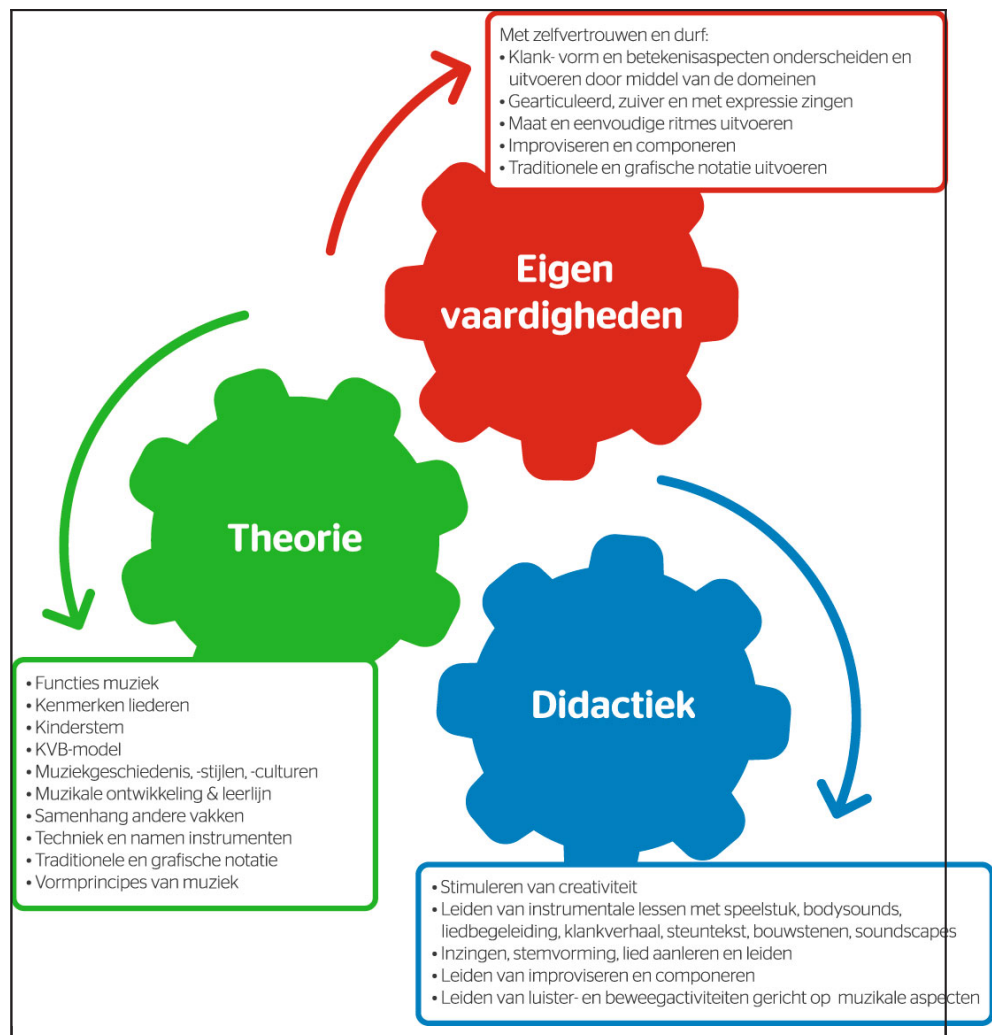 Met zelfvertrouwen en durf:
• Klank- vorm en betekenisaspecten onderscheiden en
uitvoeren door middel van de domeinen
• Gearticuleerd, zuiver en met expressie zingen
• Maat en eenvoudige ritmes uitvoeren
• Improviseren en componeren
• Traditionele en grafische notatie uitvoeren
Eigen
vaardigheden
Theorie
• Functies muziek
• Kenmerken liederen
• Kinderstem
• KVB-model
• Muziekgeschiedenis, -stijlen, -culturen
• Muzikale ontwikkeling & leerlijn
• Samenhang andere vakken
• Techniek en namen instrumenten
• Traditionele en grafische notatie
• Vormprincipes van muziek
Didactiek
• Stimuleren van creativiteit
• Leiden van instrumentale lessen met speelstuk, bodysounds,
liedbegeleiding, klankverhaal, steuntekst, bouwstenen, soundscapes
• Inzingen, stemvorming, lied aanleren en leiden
• Leiden van improviseren en componeren
• Leiden van luister- en beweegactiviteiten gericht op muzikale aspecten